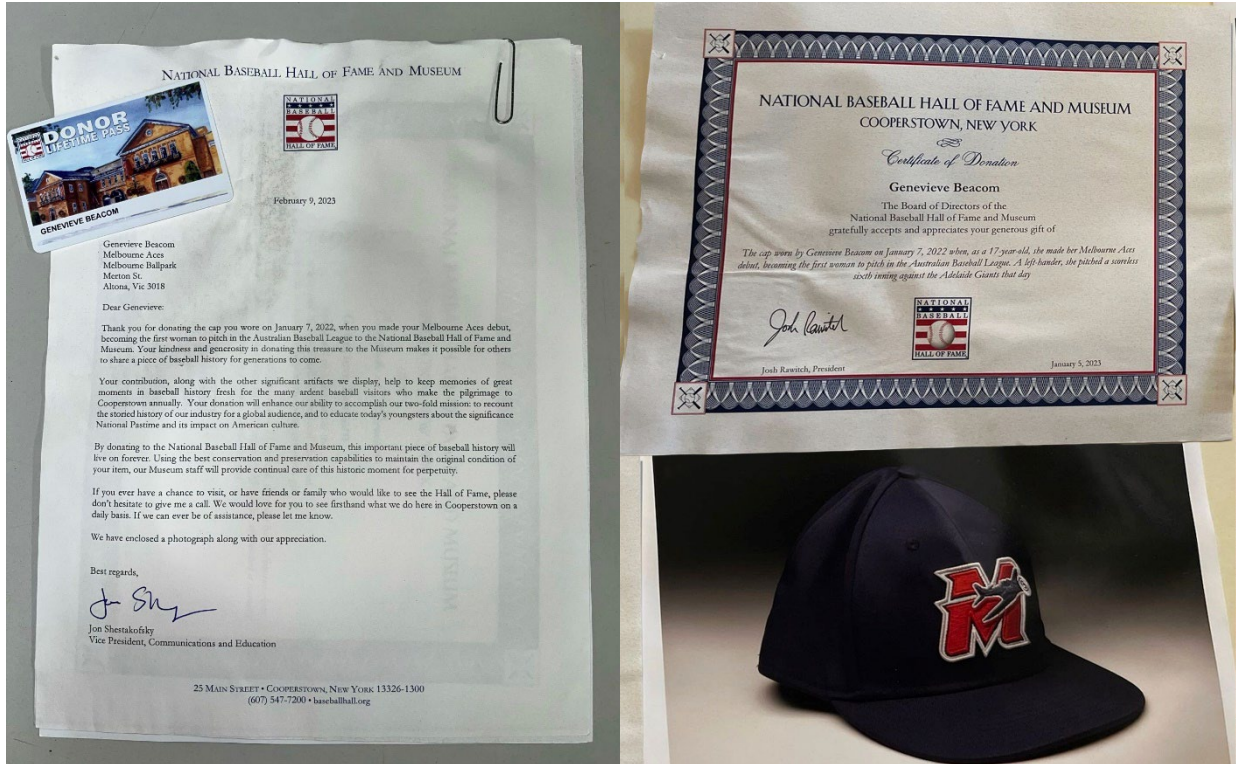 NATIONAL BASEBALL HALL OF FAME AND MUSEUM
NATIONAL
BASEBALL
HALL OF FAME
DONOR
LIFETIME PASS
GENEVIEVE BEACOM
February 9, 2023
Genevieve Beacom
Melbourne Aces
Melbourne Ballpark
Merton St.
Altona, Vic 3018
Dear Genevieve:
Thank you for donating the cap you wore on January 7, 2022, when you made your Melbourne Aces debut,
becoming the first woman to pitch in the Australian Baseball League to the National Baseball Hall of Fame and
Museum. Your kindness and generosity in donating this treasure to the Museum makes it possible for others
to share a piece of baseball history for generations to come.
Your contribution, along with the other significant artifacts we display, help to keep memories of great
moments in baseball history fresh for the many ardent baseball visitors who make the pilgrimage to
Cooperstown annually. Your donation will enhance our ability to accomplish our two-fold mission: to recount
the storied history of our industry for a global audience, and to educate today's youngsters about the significance
National Pastime and its impact on American culture.
By donating to the National Baseball Hall of Fame and Museum, this important piece of baseball history will
live on forever. Using the best conservation and preservation capabilities to maintain the original condition of
your item, our Museum staff will provide continual care of this historic moment for perpetuity.
If you ever have a chance to visit, or have friends or family who would like to see the Hall of Fame, please
don't hesitate to give me a call. We would love for you to see firsthand what we do here in Cooperstown on a
daily basis. If we can ever be of assistance, please let me know.
We have enclosed a photograph along with our appreciation.
Best regards,
Jon Shestakofsky
Vice President, Communications and Education
25 MAIN STREET • COOPERSTOWN, NEW YORK 13326-1300
(607) 547-7200 • baseballhall.org
NATIONAL BASEBALL HALL OF FAME AND MUSEUM
COOPERSTOWN, NEW YORK
Certificate of Donation
Genevieve Beacom
The Board of Directors of the
National Baseball Hall of Fame and Museum
gratefully accepts and appreciates your generous gift of
The cap worn by Genevieve Beacom on January 7, 2022 when, as a 17-year-old, she made her Melbourne Aces
debut, becoming the first woman to pitch in the Australian Baseball League. A left-hander, she pitched a scoreless
sixth inning against the Adelaide Giants that day
Josh Rawitch
NATIONAL
BASEBALL
HALL OF FAME
Josh Rawitch, President
January 5, 2023
M